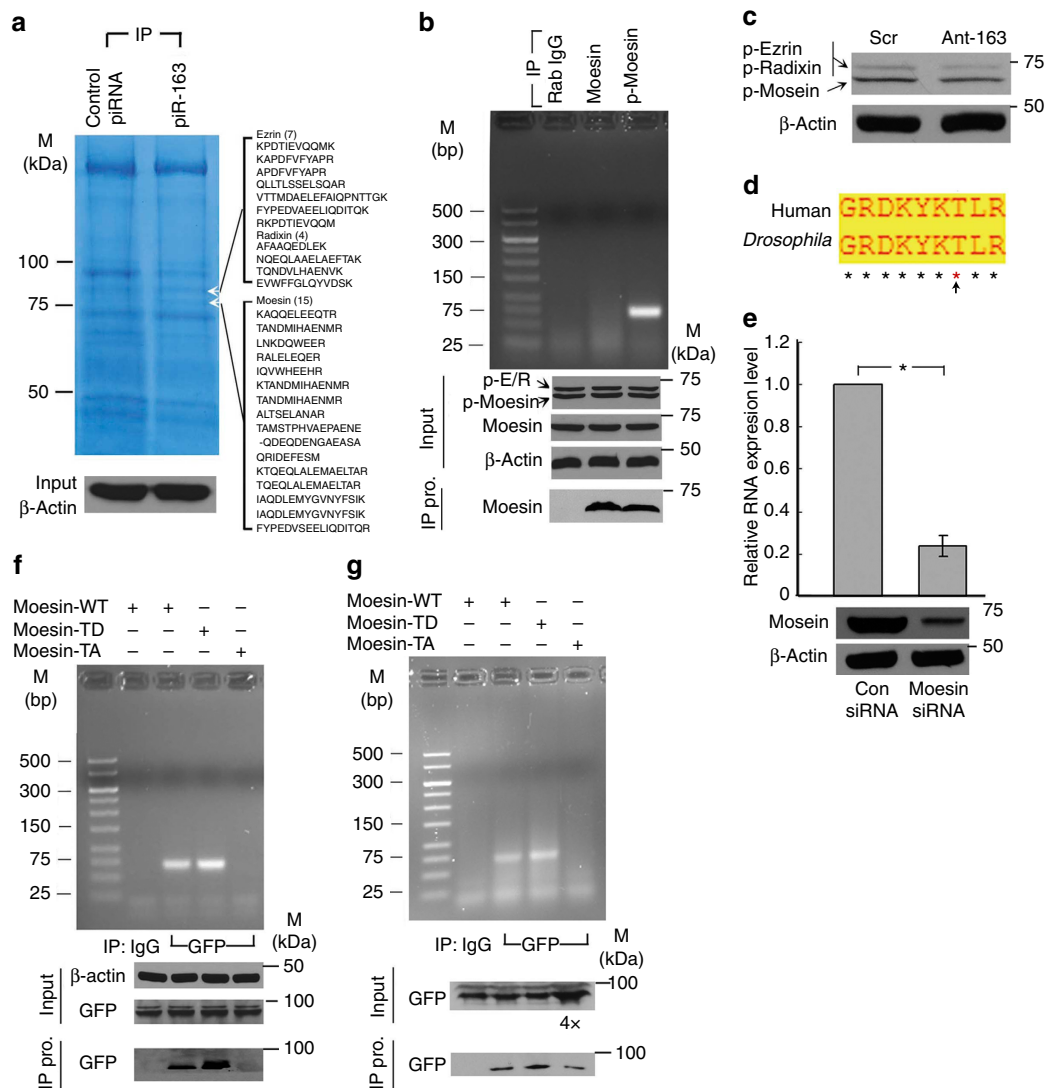 a
IP
Control piRNA
piR-163
M
(kDa)
100
75
50
Input
β-Actin
Ezrin (7)
KPDTIEVQQMK
KAPDFVFYAPR
APDFVFYAPR
QLLTLSSELSQAR
VTTMDAELEFAIQPNTTGK
FYPEDVAEELIQDITQK
RKPDTIEVQQM
Radixin (4)
AFAAQEDLEK
NQEQLAAELAEFTAK
TQNDVLHAENVK
EVWFFGLQYVDSK
Moesin (15)
KAQQELEEQTR
TANDMIHAENMR
LNKDQWEER
RALELEQER
IQVWHEEHR
KTANDMIHAENMR
TANDMIHAENMR
ALTSELANAR
TAMSTPHVAEPAENE
-QDEQDENGAEASA
QRIDEFESM
KTQEQLALEMAELTAR
TQEQLALEMAELTAR
IAQDLEMYGVNYFSIK
IAQDLEMYGVNYFSIK
FYPEDVSEELIQDITQR
b
IP
Rab IgG
Moesin
p-Moesin
M
(bp)
500
300
150
75
25
M
(kDa)
Input
p-E/R
75
p-Moesin
Moesin
75
β-Actin
50
IP pro.
Moesin
75
c
Scr
Ant-163
p-Ezrin
p-Radixin
p-Mosein
75
β-Actin
50
d
Human
GRDKYKTLR
Drosophila
GRDKYKTLR
* * * * * * * * *
e
Relative RNA expression level
1.2
1.0
0.8
0.6
0.4
0.2
0
*
Mosein
75
β-Actin
50
Con siRNA
Moesin siRNA
f
Moesin-WT + + – –
Moesin-TD – – + –
Moesin-TA – – – +
M
(bp)
500
300
150
75
25
IP: IgG
GFP
M
(kDa)
Input
β-actin
50
GFP
100
IP pro.
GFP
100
g
Moesin-WT + + – –
Moesin-TD – – + –
Moesin-TA – – – +
M
(bp)
500
300
150
75
25
IP: IgG
GFP
M
(kDa)
Input
GFP
100
4×
IP pro.
GFP
100